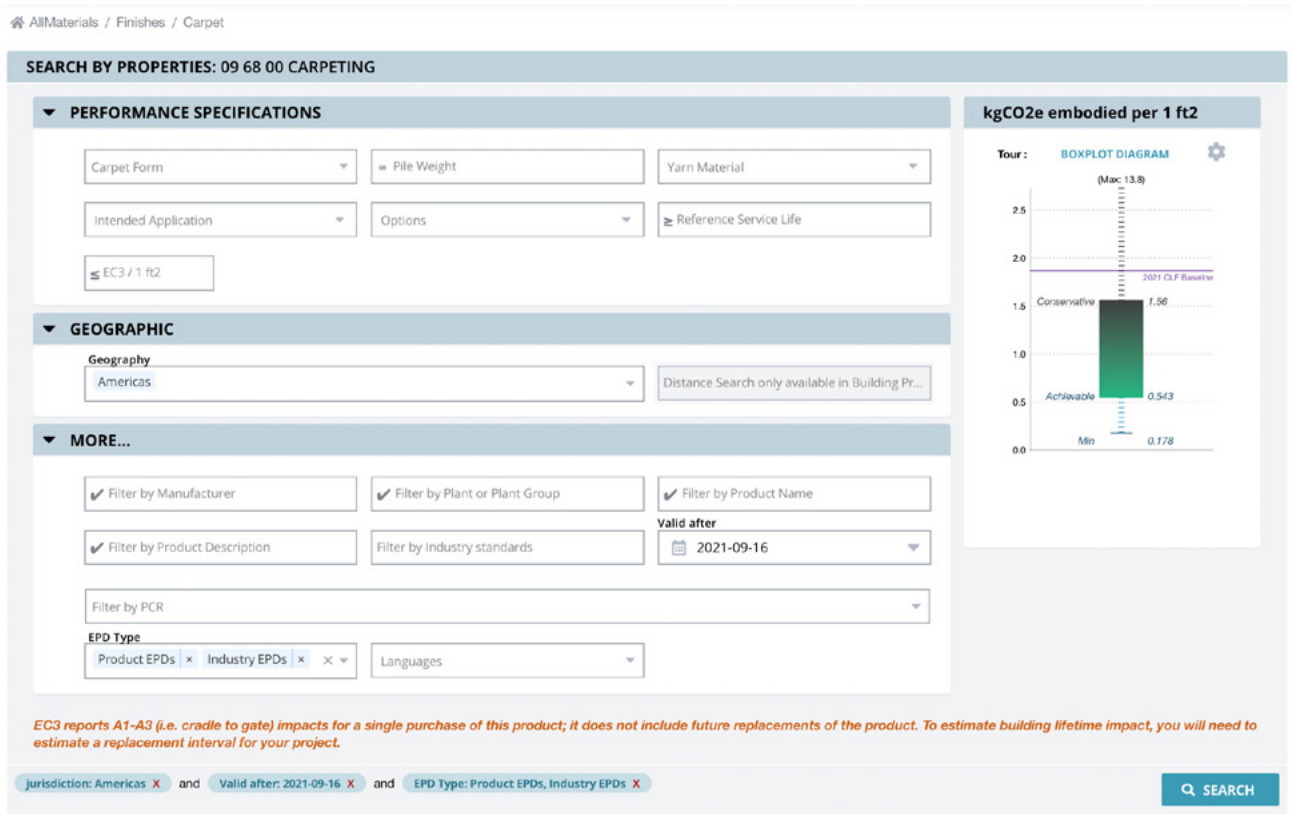 AllMaterials / Finishes / Carpet
SEARCH BY PROPERTIES: 09 68 00 CARPETING
PERFORMANCE SPECIFICATIONS
Carpet Form
= Pile Weight
Yarn Material
Intended Application
Options
≥ Reference Service Life
≤ EC3 / 1 ft2
GEOGRAPHIC
Geography
Americas
Distance Search only available in Building Pr...
MORE...
✔ Filter by Manufacturer
✔ Filter by Plant or Plant Group
✔ Filter by Product Name
✔ Filter by Product Description
Filter by Industry standards
Valid after
2021-09-16
Filter by PCR
EPD Type
Product EPDs × Industry EPDs × ×
Languages
kgCO2e embodied per 1 ft2
Tour : BOXPLOT DIAGRAM
(Max: 13.8)
2.5
2.0
2021 CLF Baseline
1.5 Conservative 1.56
1.0
0.5 Achievable 0.543
Min 0.178
0.0
EC3 reports A1-A3 (i.e. cradle to gate) impacts for a single purchase of this product; it does not include future replacements of the product. To estimate building lifetime impact, you will need to
estimate a replacement interval for your project.
jurisdiction: Americas X and Valid after: 2021-09-16 X and EPD Type: Product EPDs, Industry EPDs X
SEARCH